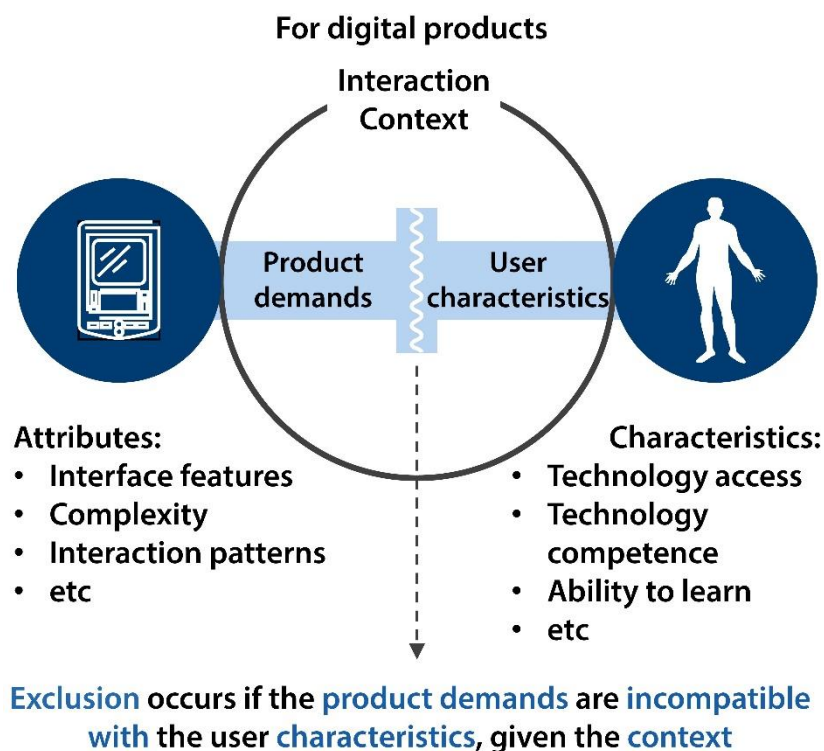 For digital products
Interaction
Context
Product
demands
User
characteristics
Attributes:
• Interface features
• Complexity
• Interaction patterns
• etc
Characteristics:
• Technology access
• Technology
competence
• Ability to learn
• etc
Exclusion occurs if the product demands are incompatible
with the user characteristics, given the context